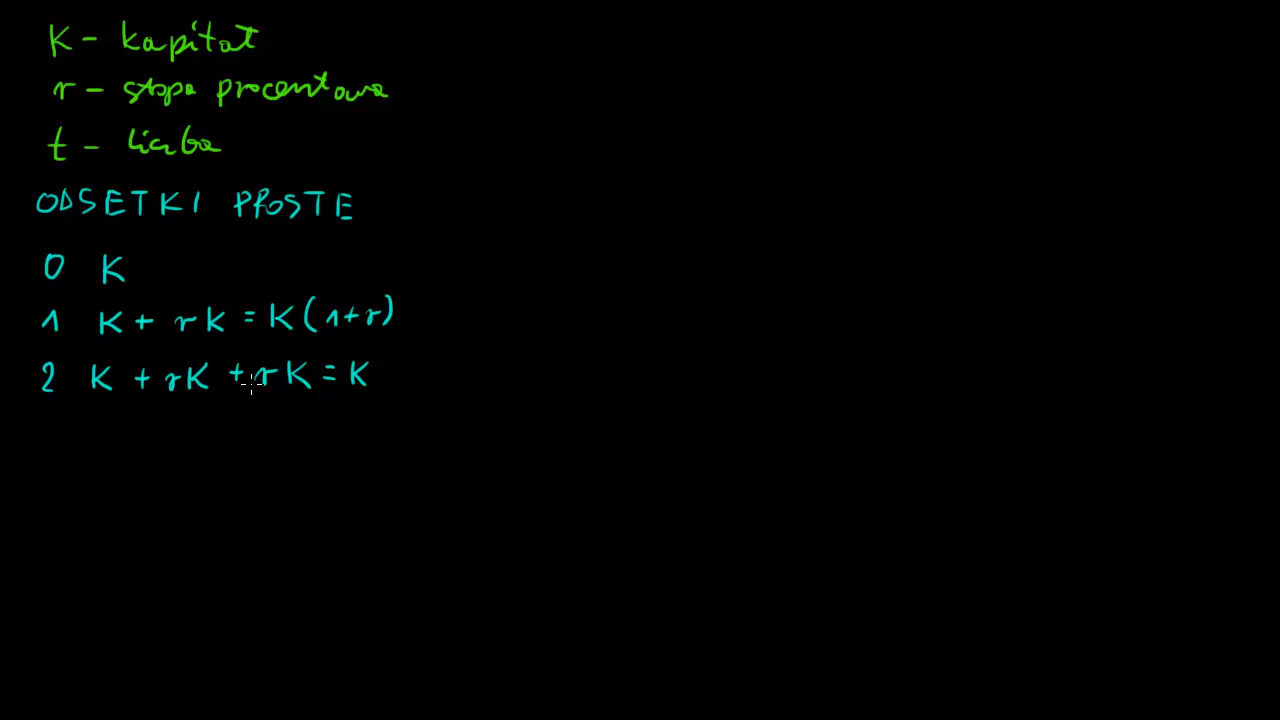 K - kapitał
r - stopa procentowa
t - liczba
ODSETKI PROSTE
0 K
1 K + rK = K(1+r)
2 K + rK + rK = K